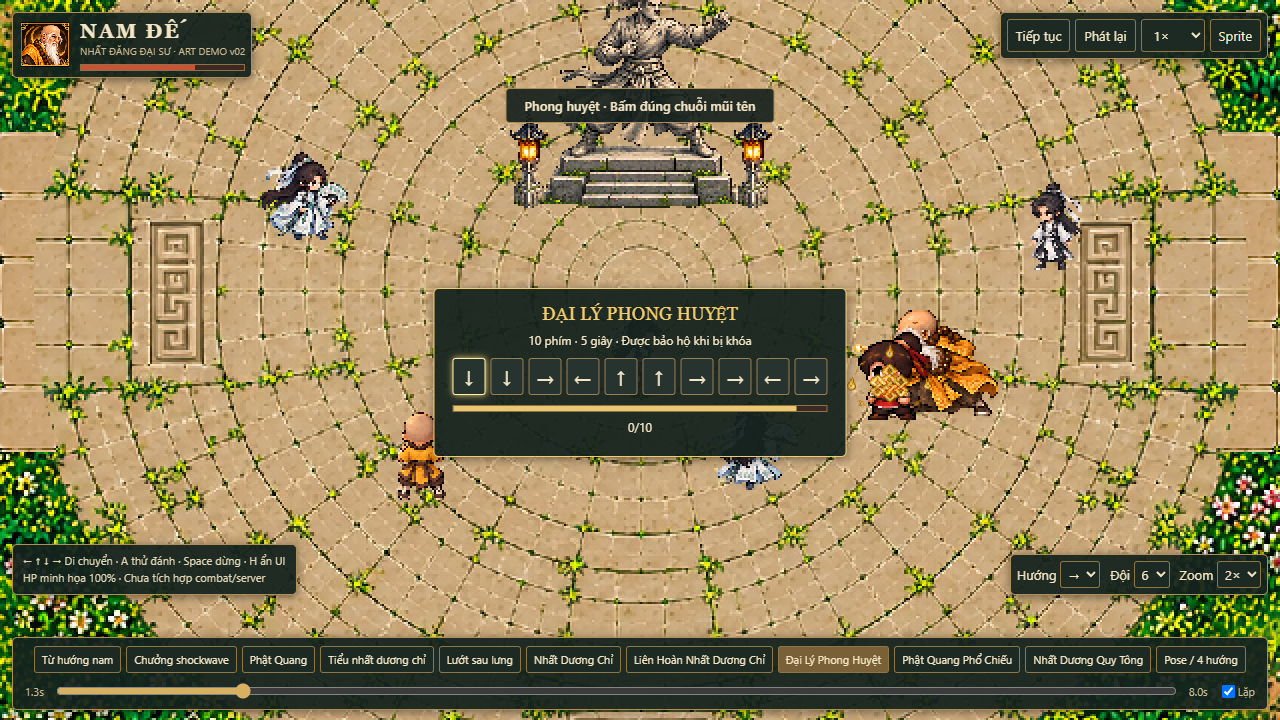 NAM ĐẾ
NHẤT ĐĂNG ĐẠI SƯ · ART DEMO v02
Tiếp tục
Phát lại
1×
Sprite
Phong huyệt · Bấm đúng chuỗi mũi tên
ĐẠI LÝ PHONG HUYỆT
10 phím · 5 giây · Được bảo hộ khi bị khóa
↓ ↓ → ← ↑ ↑ → → ← →
0/10
← ↑ ↓ → Di chuyển · A thử đánh · Space dừng · H ẩn UI
HP minh họa 100% · Chưa tích hợp combat/server
Hướng → Đội 6 Zoom 2×
Từ hướng nam
Chưởng shockwave
Phật Quang
Tiểu nhất dương chỉ
Lướt sau lưng
Nhất Dương Chỉ
Liên Hoàn Nhất Dương Chỉ
Đại Lý Phong Huyệt
Phật Quang Phổ Chiếu
Nhất Dương Quy Tông
Pose / 4 hướng
1.3s
8.0s
Lặp